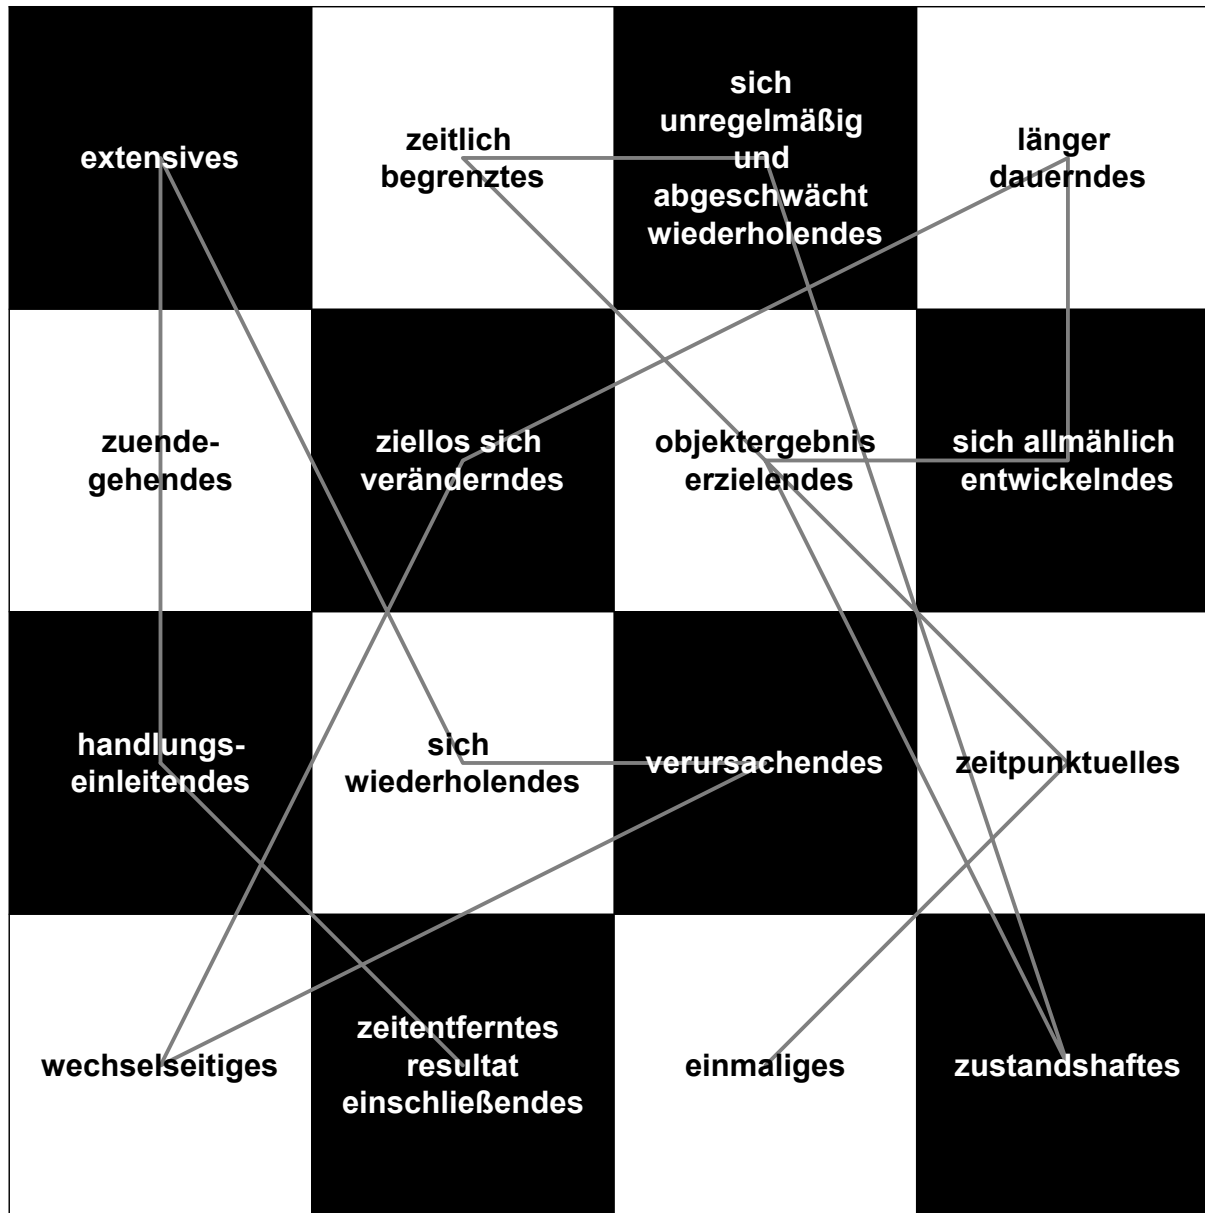 extensives
zeitlich
begrenztes
sich
unregelmäßig
und
abgeschwächt
wiederholendes
länger
dauerndes
zuende-
gehendes
ziellos sich
veränderndes
objektergebnis
erzielendes
sich allmählich
entwickelndes
handlungs-
einleitendes
sich
wiederholendes
verursachendes
zeitpunktuelles
wechselseitiges
zeitentferntes
resultat
einschließendes
einmaliges
zustandshaftes